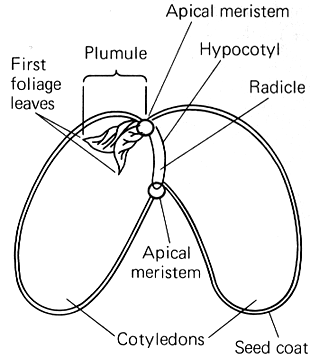 Apical meristem
Plumule
Hypocotyl
First
foliage
leaves
Radicle
Apical
meristem
Cotyledons
Seed coat